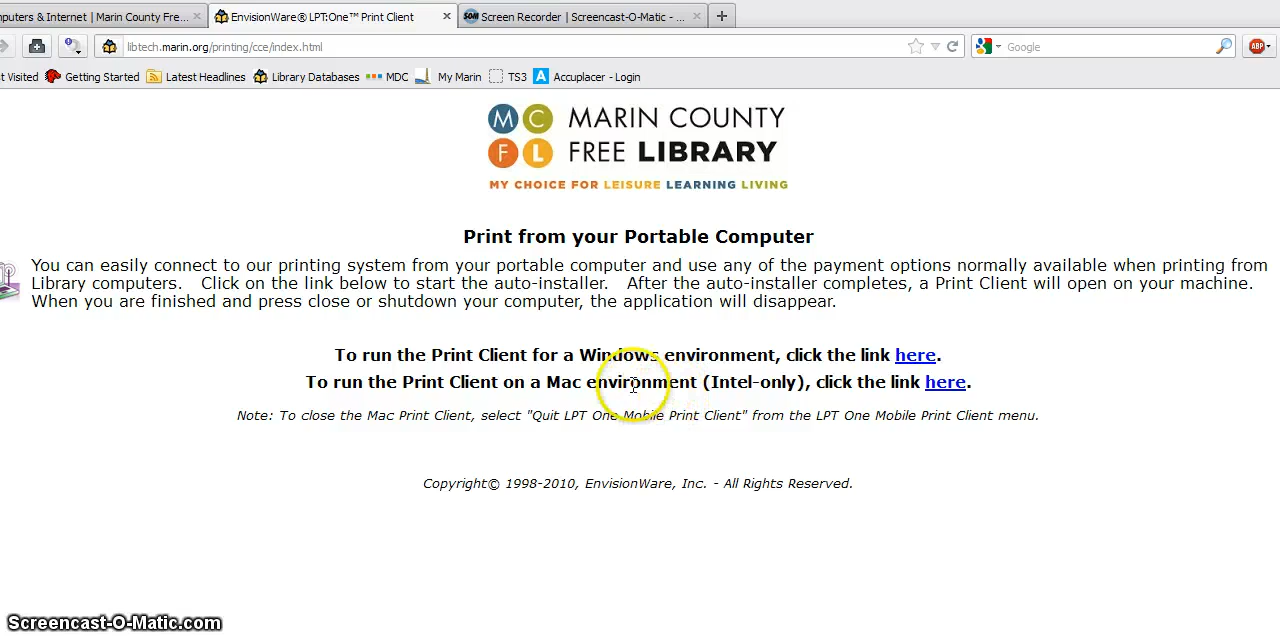 nputers & Internet | Marin County Fre...
EnvisionWare® LPT:One™ Print Client
SOM Screen Recorder | Screencast-O-Matic - ...
libtech.marin.org/printing/cce/index.html
Google
ABP
t Visited Getting Started Latest Headlines Library Databases MDC My Marin TS3 A Accuplacer - Login
M C MARIN COUNTY
F L FREE LIBRARY
MY CHOICE FOR LEISURE LEARNING LIVING
Print from your Portable Computer
You can easily connect to our printing system from your portable computer and use any of the payment options normally available when printing from
Library computers. Click on the link below to start the auto-installer. After the auto-installer completes, a Print Client will open on your machine.
When you are finished and press close or shutdown your computer, the application will disappear.
To run the Print Client for a Windows environment, click the link here.
To run the Print Client on a Mac environment (Intel-only), click the link here.
Note: To close the Mac Print Client, select "Quit LPT One Mobile Print Client" from the LPT One Mobile Print Client menu.
Copyright© 1998-2010, EnvisionWare, Inc. - All Rights Reserved.
Screencast-O-Matic.com